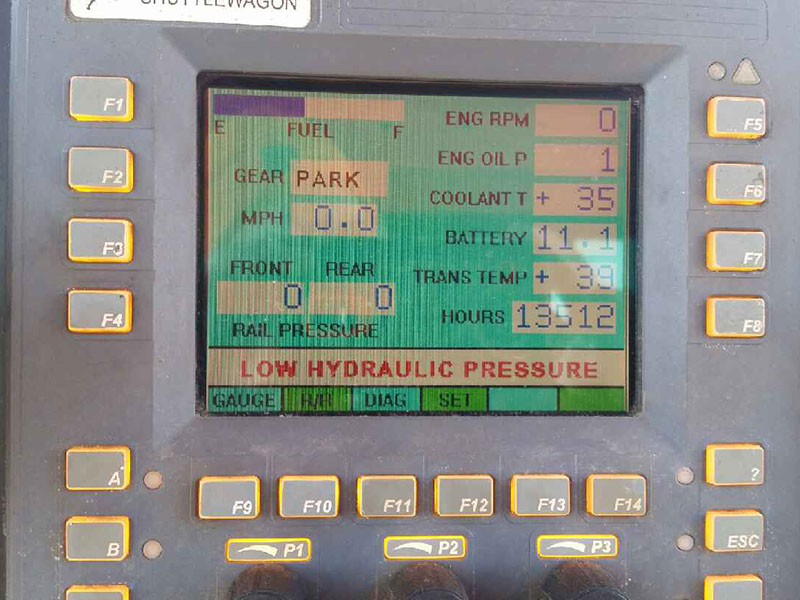 SHUTTLEWAGON
F1
F2
F3
F4
F5
F6
F7
F8
E FUEL F
GEAR PARK
MPH 0.0
FRONT REAR
0 0
RAIL PRESSURE
ENG RPM 0
ENG OIL P 1
COOLANT T + 35
BATTERY 11.1
TRANS TEMP + 39
HOURS 13512
LOW HYDRAULIC PRESSURE
GAUGE DIAG SET
A
B
F9 F10 F11 F12 F13 F14
P1 P2 P3
?
ESC